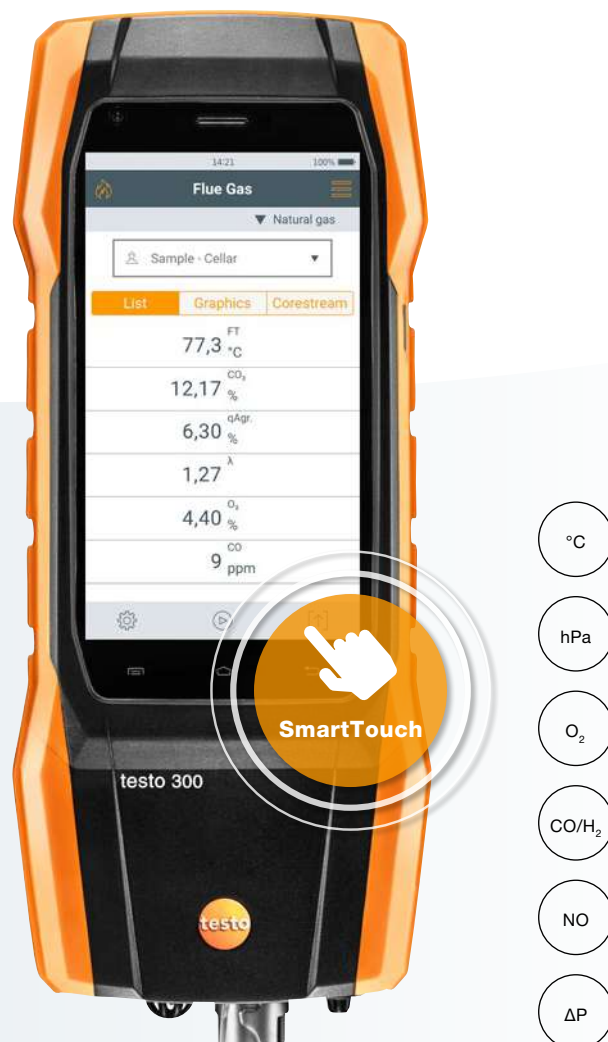 14:21 100%
Flue Gas
▼ Natural gas
Sample - Cellar ▼
List Graphics Corestream
77,3 FT °C
12,17 CO₂ %
6,30 qAgr. %
1,27 λ
4,40 O₂ %
9 CO ppm
SmartTouch
testo 300
testo
°C
hPa
O₂
CO/H₂
NO
ΔP